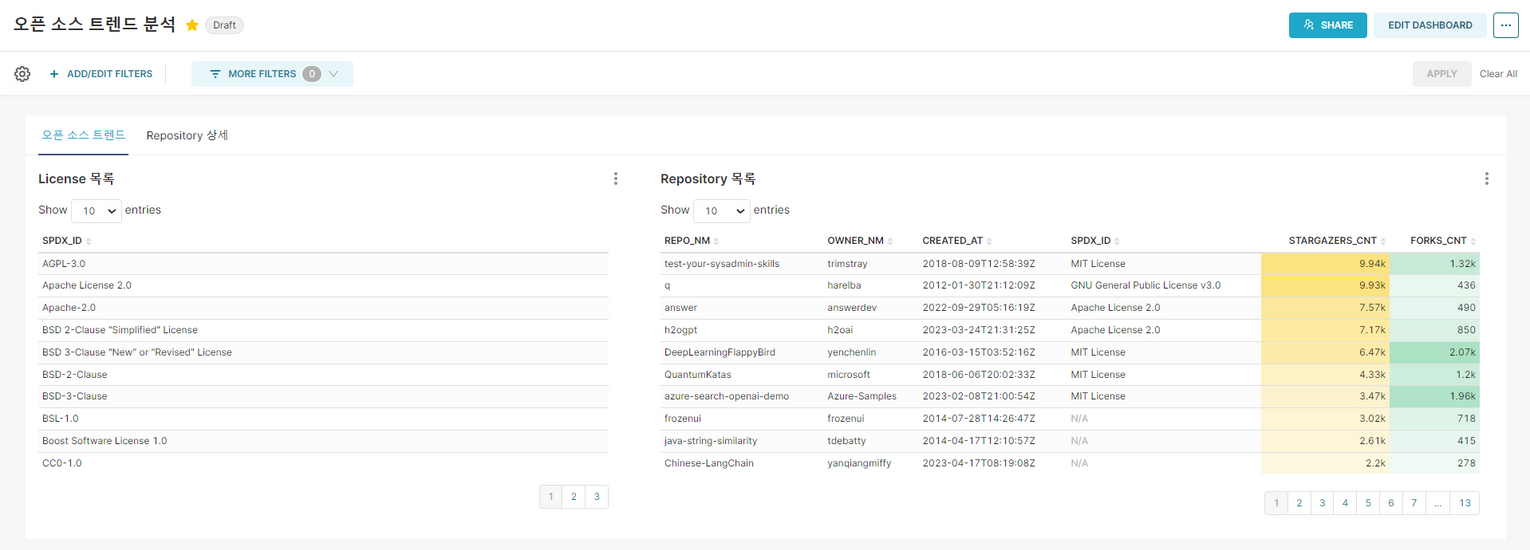 오픈 소스 트렌드 분석 Draft SHARE EDIT DASHBOARD ...
+ ADD/EDIT FILTERS MORE FILTERS 0 APPLY Clear All
오픈 소스 트렌드 Repository 상세
License 목록
Show 10 entries
SPDX_ID
AGPL-3.0
Apache License 2.0
Apache-2.0
BSD 2-Clause "Simplified" License
BSD 3-Clause "New" or "Revised" License
BSD-2-Clause
BSD-3-Clause
BSL-1.0
Boost Software License 1.0
CC0-1.0
1 2 3
Repository 목록
Show 10 entries
REPO_NM OWNER_NM CREATED_AT SPDX_ID STARGAZERS_CNT FORKS_CNT
test-your-sysadmin-skills trimstray 2018-08-09T12:58:39Z MIT License 9.94k 1.32k
q harelba 2012-01-30T21:12:09Z GNU General Public License v3.0 9.93k 436
answer answerdev 2022-09-29T05:16:19Z Apache License 2.0 7.57k 490
h2ogpt h2oai 2023-03-24T21:31:25Z Apache License 2.0 7.17k 850
DeepLearningFlappyBird yenchenlin 2016-03-15T03:52:16Z MIT License 6.47k 2.07k
QuantumKatas microsoft 2018-06-06T20:02:33Z MIT License 4.33k 1.2k
azure-search-openai-demo Azure-Samples 2023-02-08T21:00:54Z MIT License 3.47k 1.96k
frozenui frozenui 2014-07-28T14:26:47Z N/A 3.02k 718
java-string-similarity tdebatty 2014-04-17T12:10:57Z N/A 2.61k 415
Chinese-LangChain yanqiangmiffy 2023-04-17T08:19:08Z N/A 2.2k 278
1 2 3 4 5 6 7 ... 13